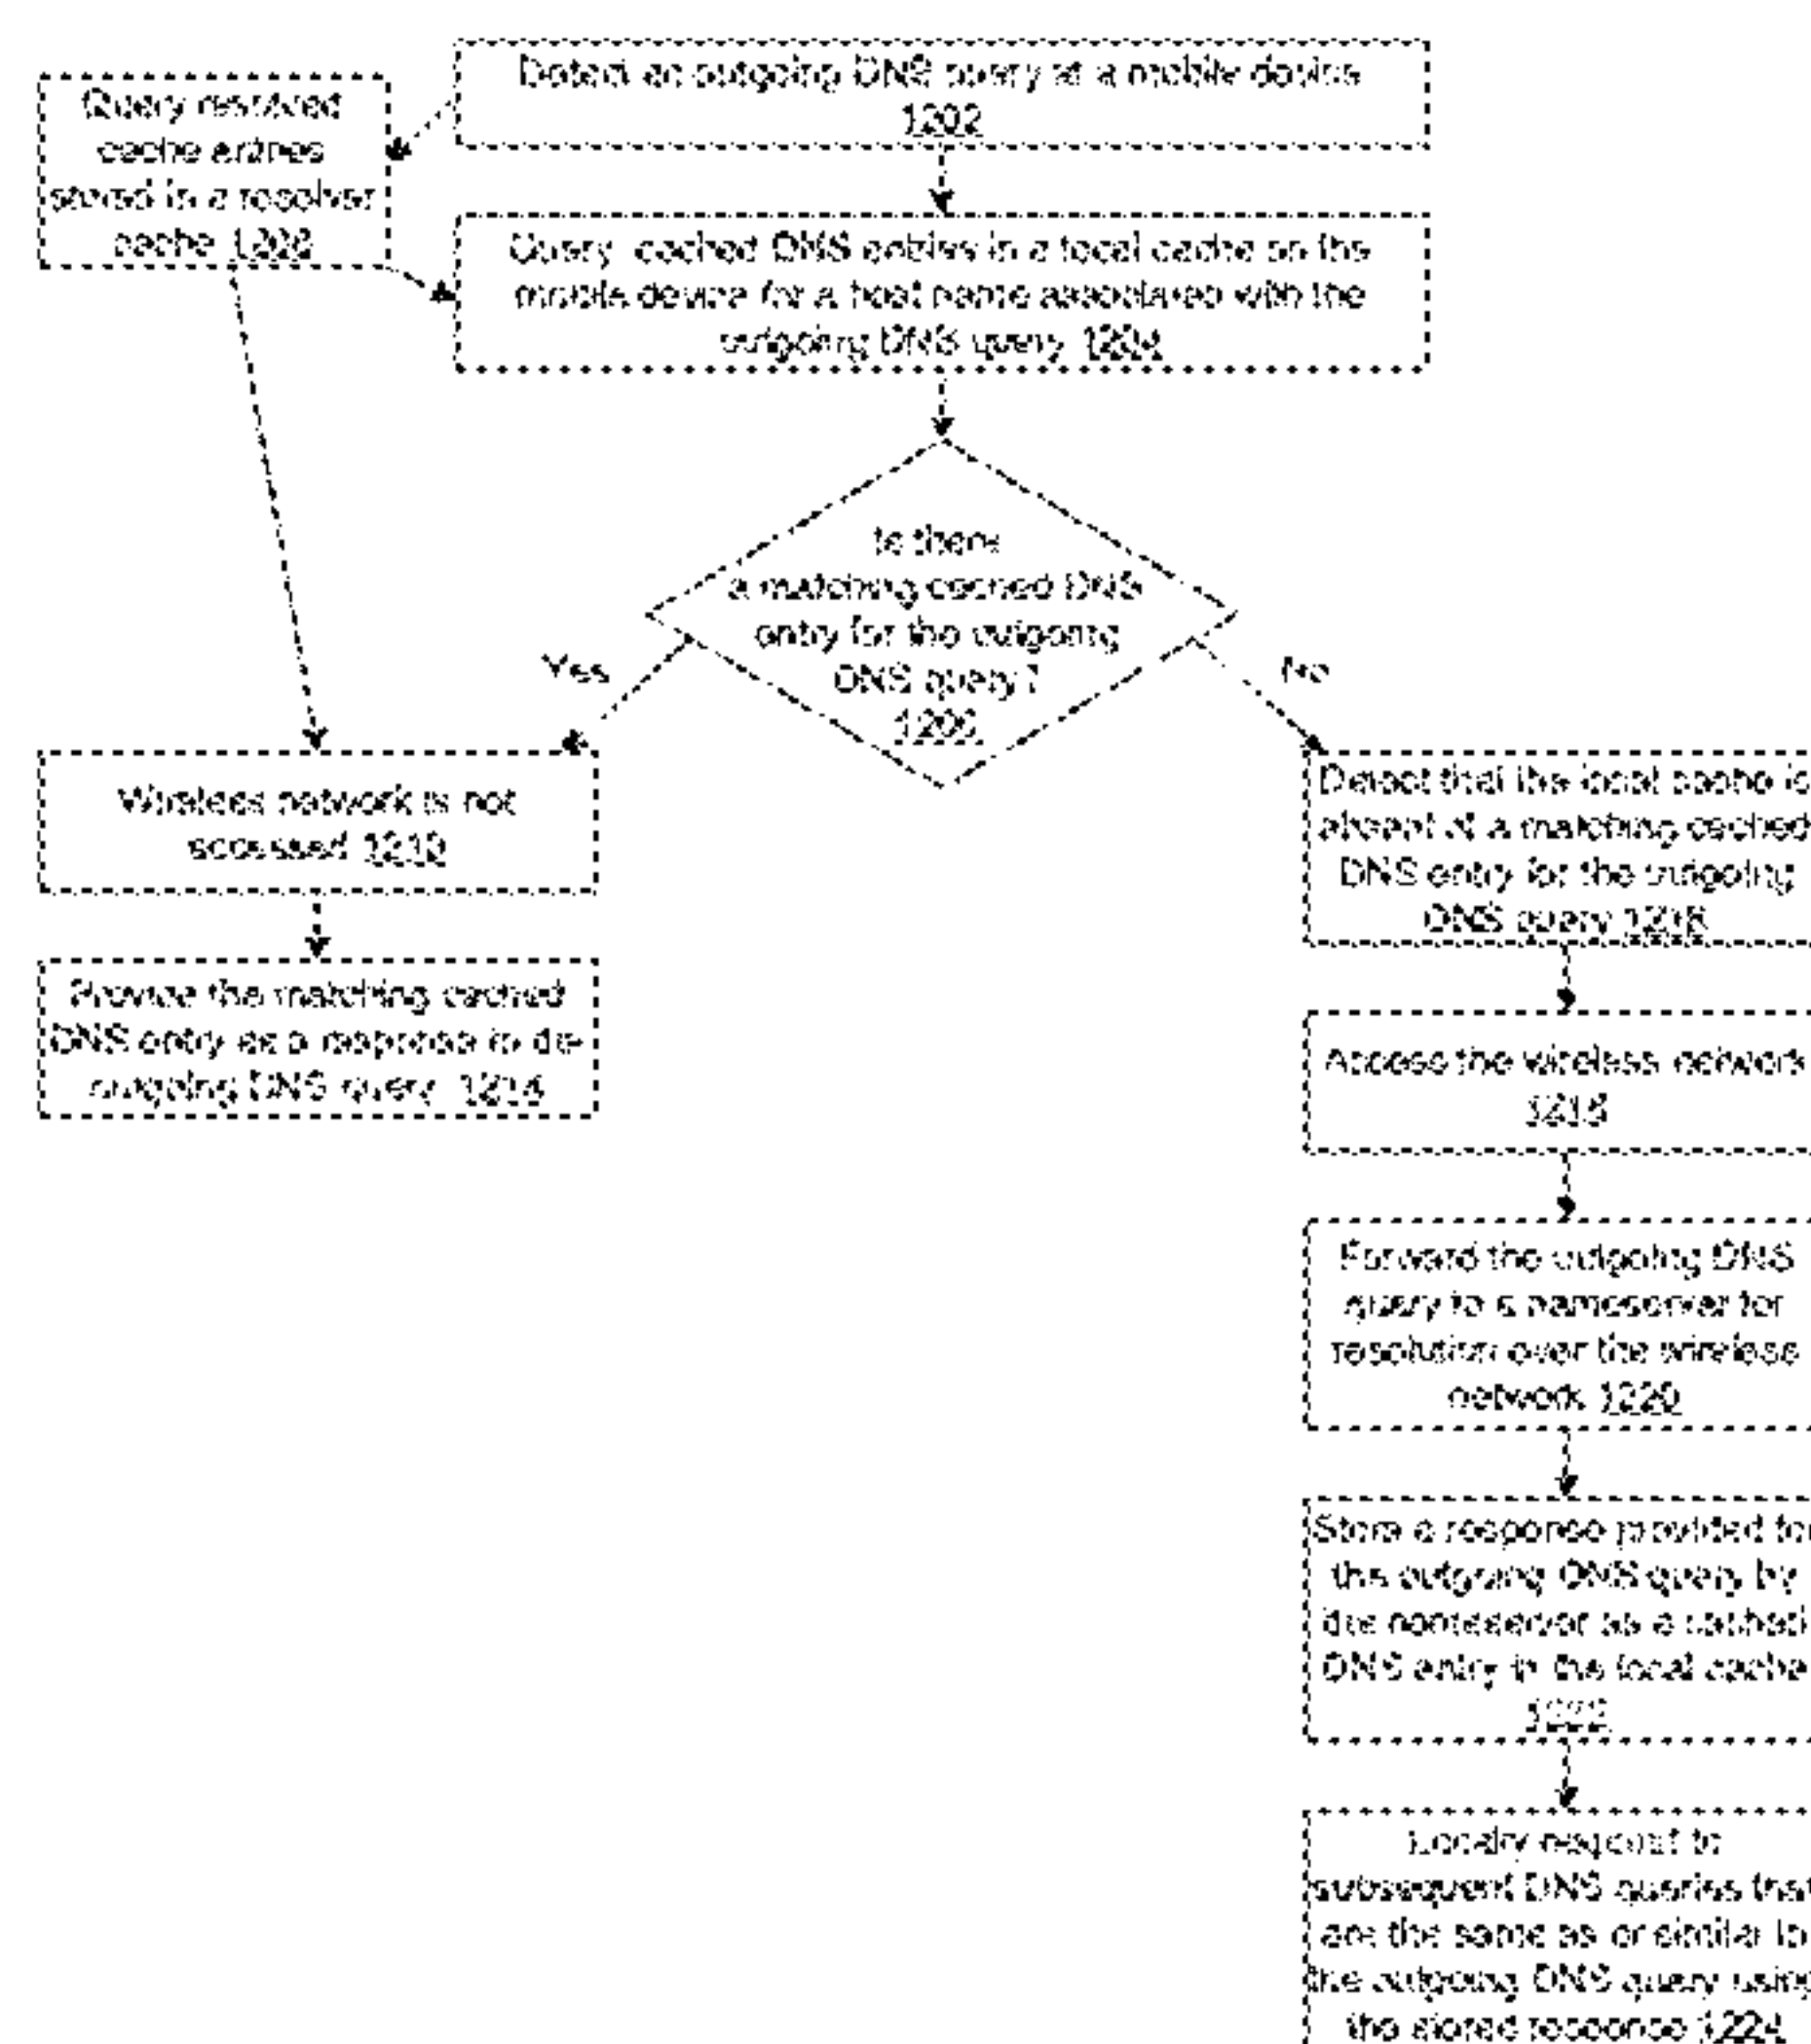 Detect an outgoing DNS query at a mobile device
1202
Query resolved
cache entries
stored in a resolver
cache 1208
Query cached DNS entries in a local cache on the
mobile device for a host name associated with the
outgoing DNS query 1204
Is there
a matching cached DNS
entry for the outgoing
DNS query?
1206
Yes
No
Wireless network is not
accessed 1212
Provide the matching cached
DNS entry as a response to the
outgoing DNS query 1214
Detect that the local cache is
absent of a matching cached
DNS entry for the outgoing
DNS query
Access the wireless network
Forward the outgoing DNS
query to a nameserver for
resolution over the wireless
network 1220
Store a response provided for
the outgoing DNS query by
the nameserver as a cached
DNS entry in the local cache
1222
Locally respond to
subsequent DNS queries that
are the same as or similar to
the outgoing DNS query using
the stored response 1224